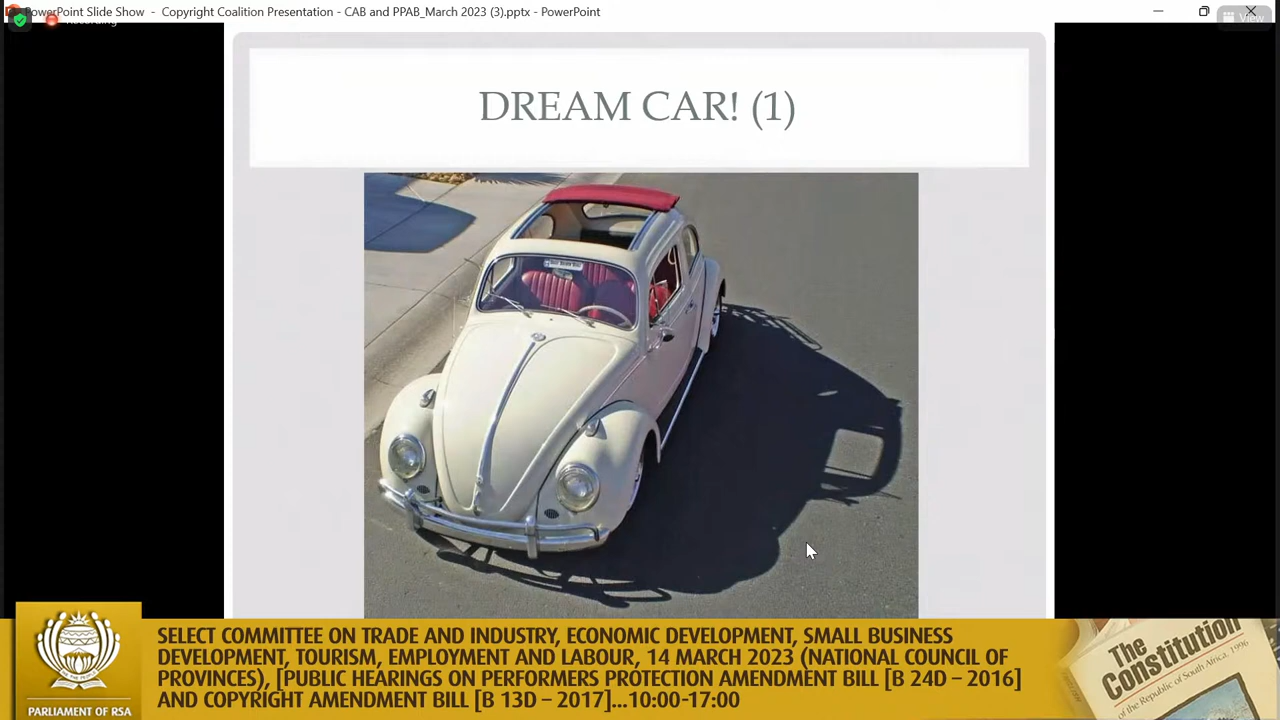 PowerPoint Slide Show - Copyright Coalition Presentation - CAB and PPAB_March 2023 (3).pptx - PowerPoint
Recording
View
DREAM CAR! (1)
SELECT COMMITTEE ON TRADE AND INDUSTRY, ECONOMIC DEVELOPMENT, SMALL BUSINESS
DEVELOPMENT, TOURISM, EMPLOYMENT AND LABOUR, 14 MARCH 2023 (NATIONAL COUNCIL OF
PROVINCES), [PUBLIC HEARINGS ON PERFORMERS PROTECTION AMENDMENT BILL [B 24D – 2016]
AND COPYRIGHT AMENDMENT BILL [B 13D – 2017]...10:00-17:00
PARLIAMENT OF RSA
The
Constitution
of the Republic of South Africa, 1996